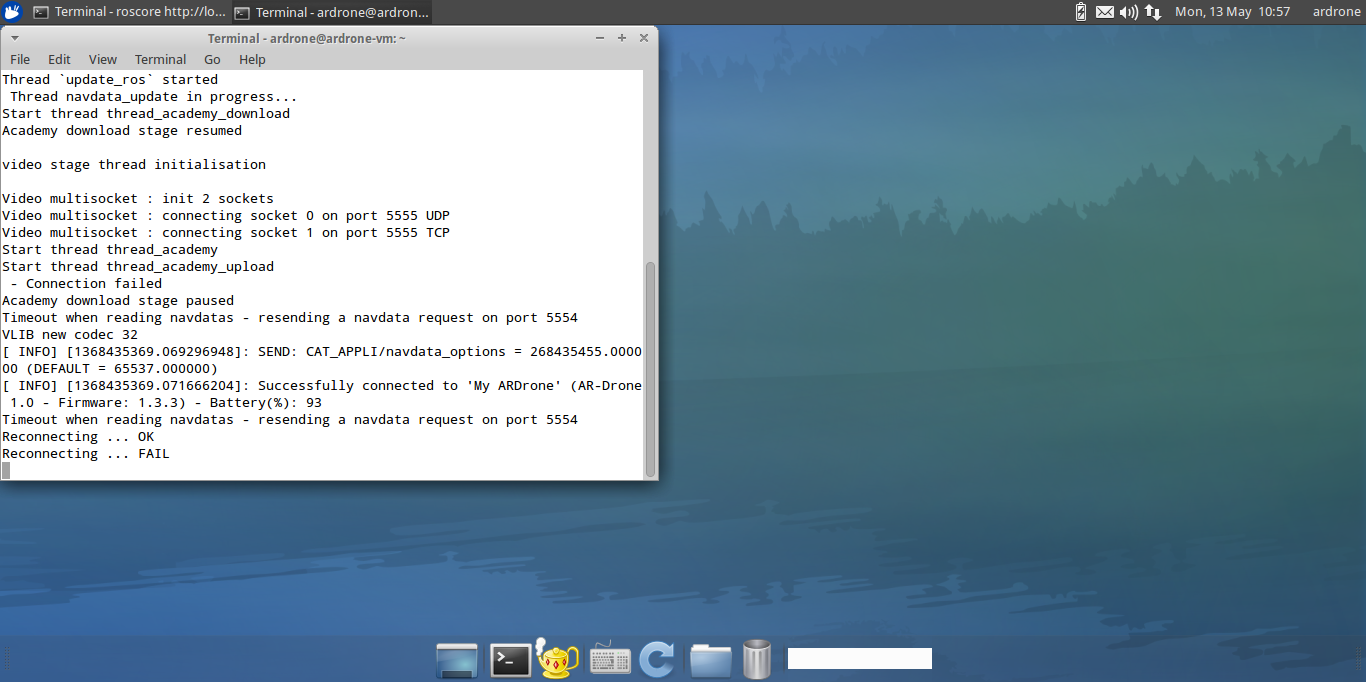 Terminal - roscore http://lo...
Terminal - ardrone@ardron...
Mon, 13 May 10:57
ardrone
Terminal - ardrone@ardrone-vm: ~
File Edit View Terminal Go Help
Thread `update_ros` started
Thread navdata_update in progress...
Start thread thread_academy_download
Academy download stage resumed
video stage thread initialisation
Video multisocket : init 2 sockets
Video multisocket : connecting socket 0 on port 5555 UDP
Video multisocket : connecting socket 1 on port 5555 TCP
Start thread thread_academy
Start thread thread_academy_upload
- Connection failed
Academy download stage paused
Timeout when reading navdatas - resending a navdata request on port 5554
VLIB new codec 32
[ INFO] [1368435369.069296948]: SEND: CAT_APPLI/navdata_options = 268435455.0000
00 (DEFAULT = 65537.000000)
[ INFO] [1368435369.071666204]: Successfully connected to 'My ARDrone' (AR-Drone
1.0 - Firmware: 1.3.3) - Battery(%): 93
Timeout when reading navdatas - resending a navdata request on port 5554
Reconnecting ... OK
Reconnecting ... FAIL
>_